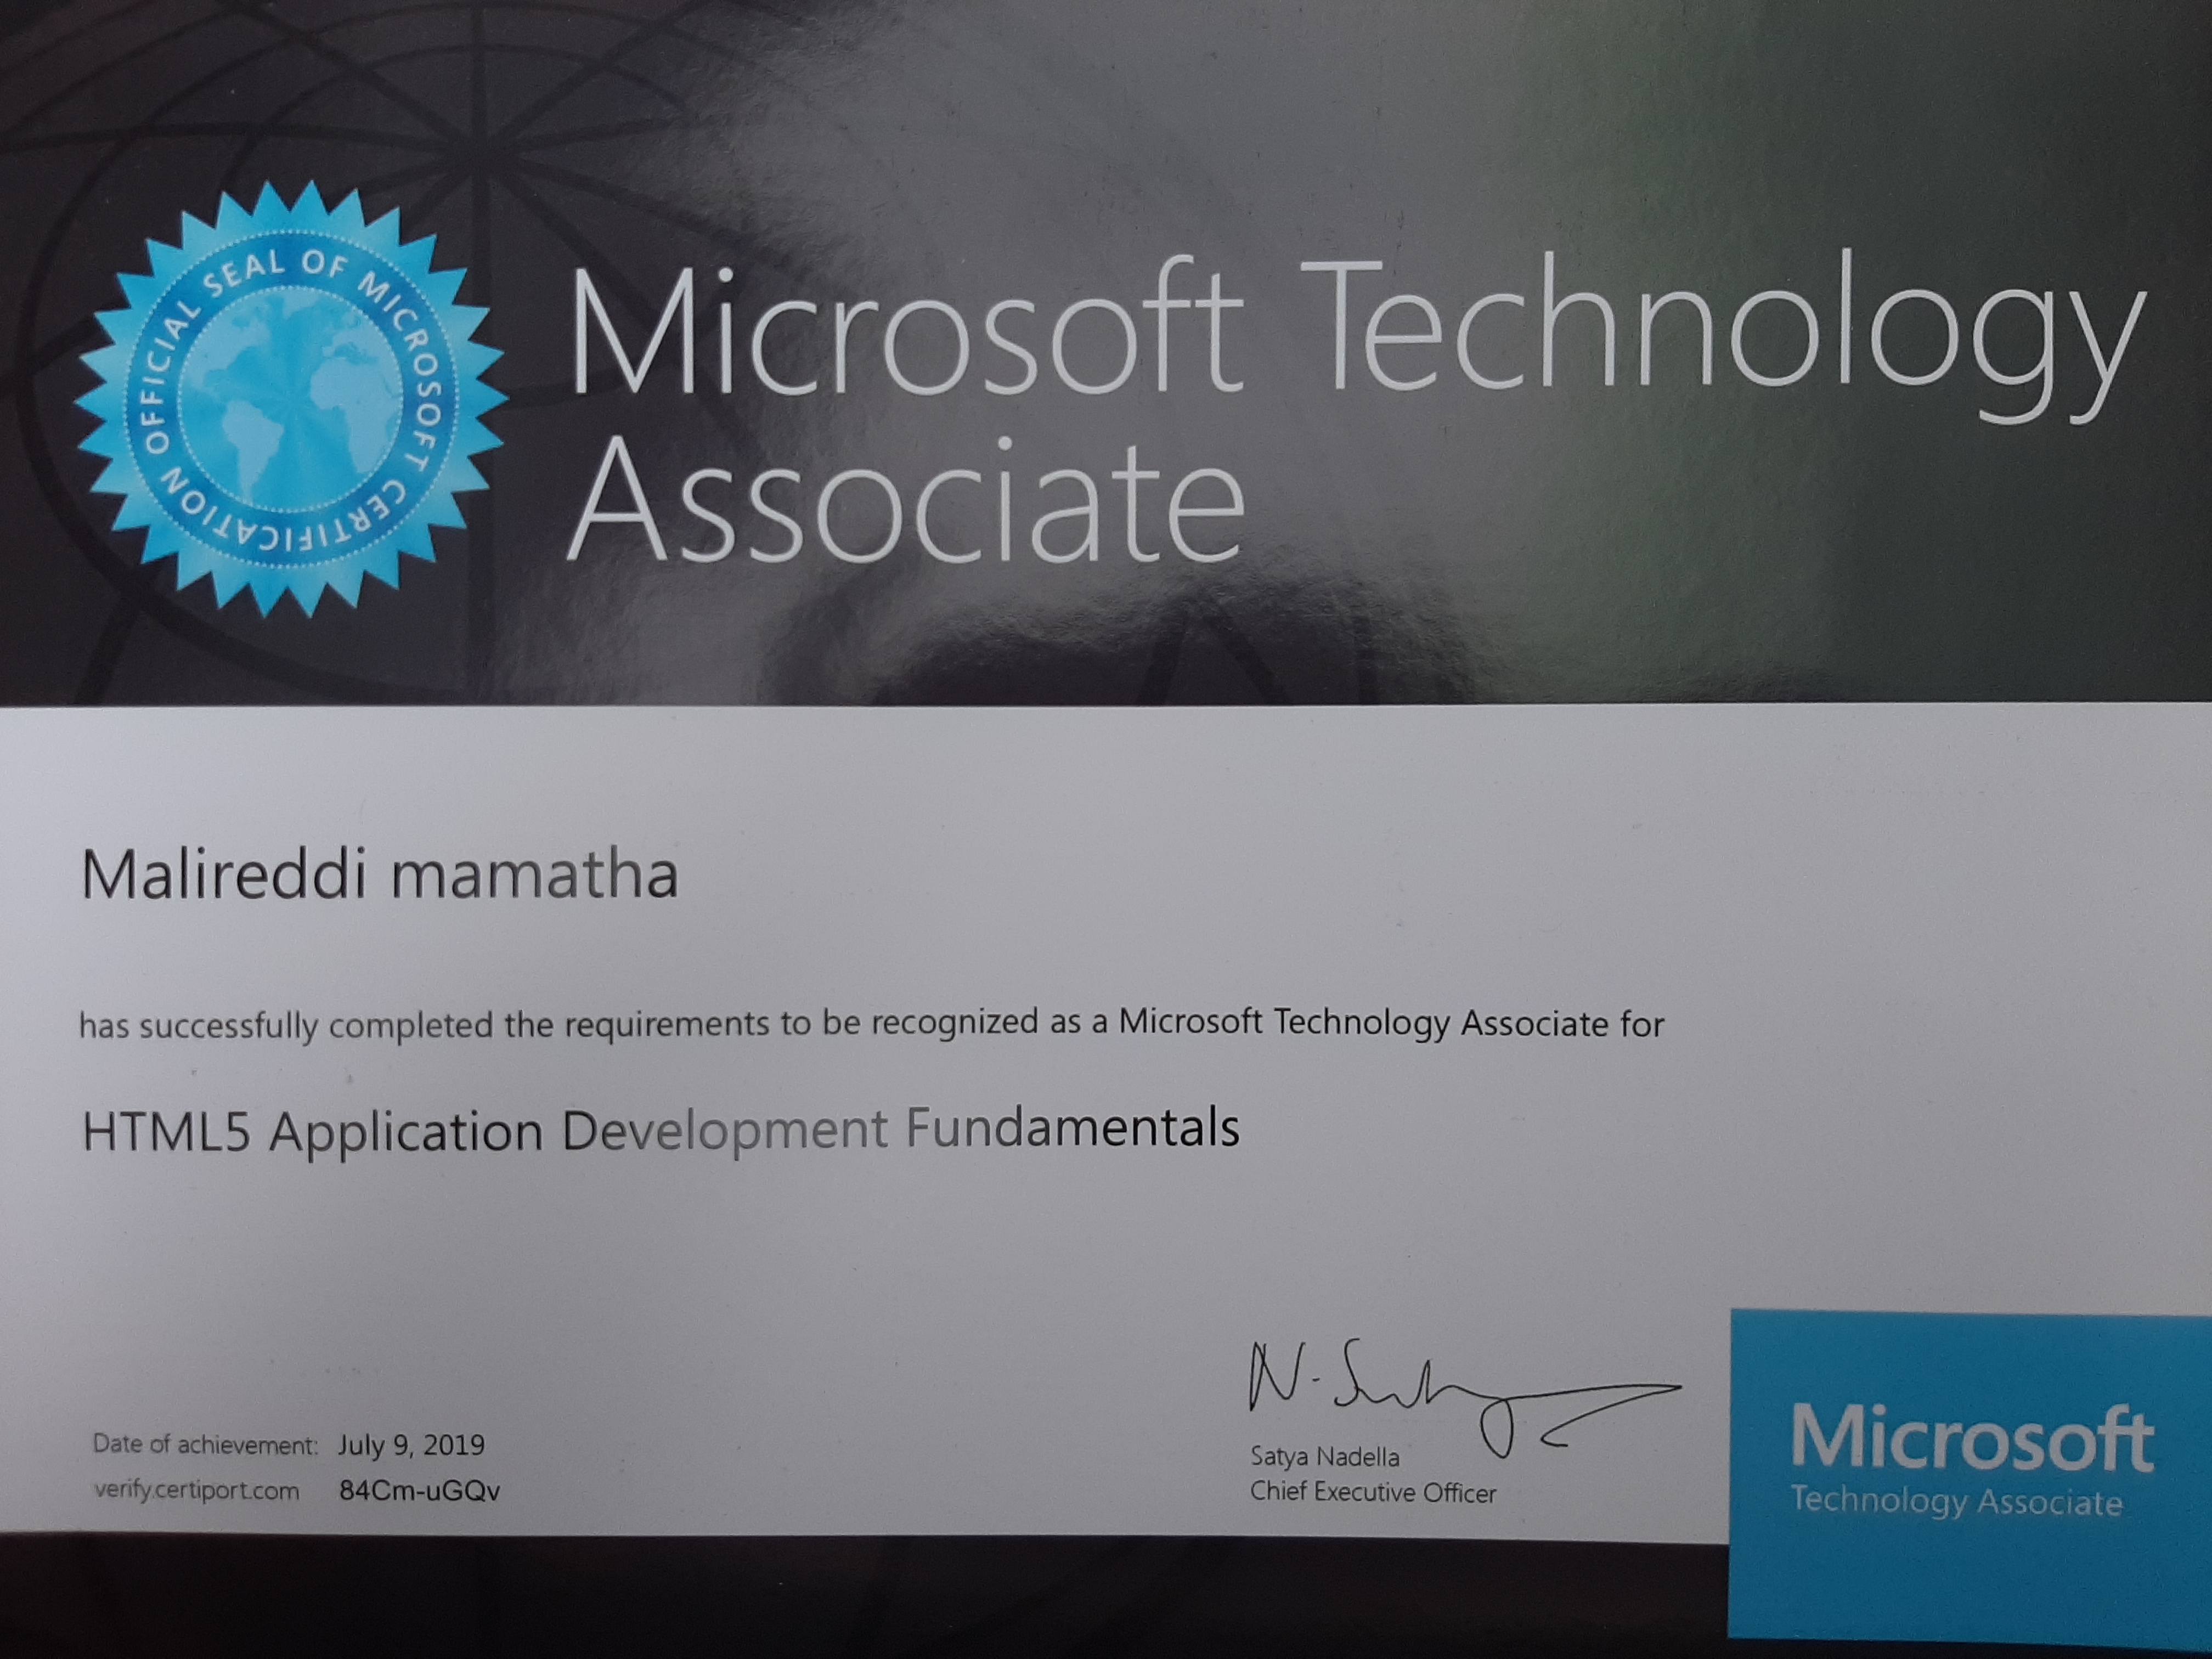 OFFICIAL SEAL OF MICROSOFT CERTIFICATION
Microsoft Technology
Associate
Malireddi mamatha
has successfully completed the requirements to be recognized as a Microsoft Technology Associate for
HTML5 Application Development Fundamentals
N. Satya
Satya Nadella
Chief Executive Officer
Date of achievement: July 9, 2019
verify.certiport.com 84Cm-uGQv
Microsoft
Technology Associate